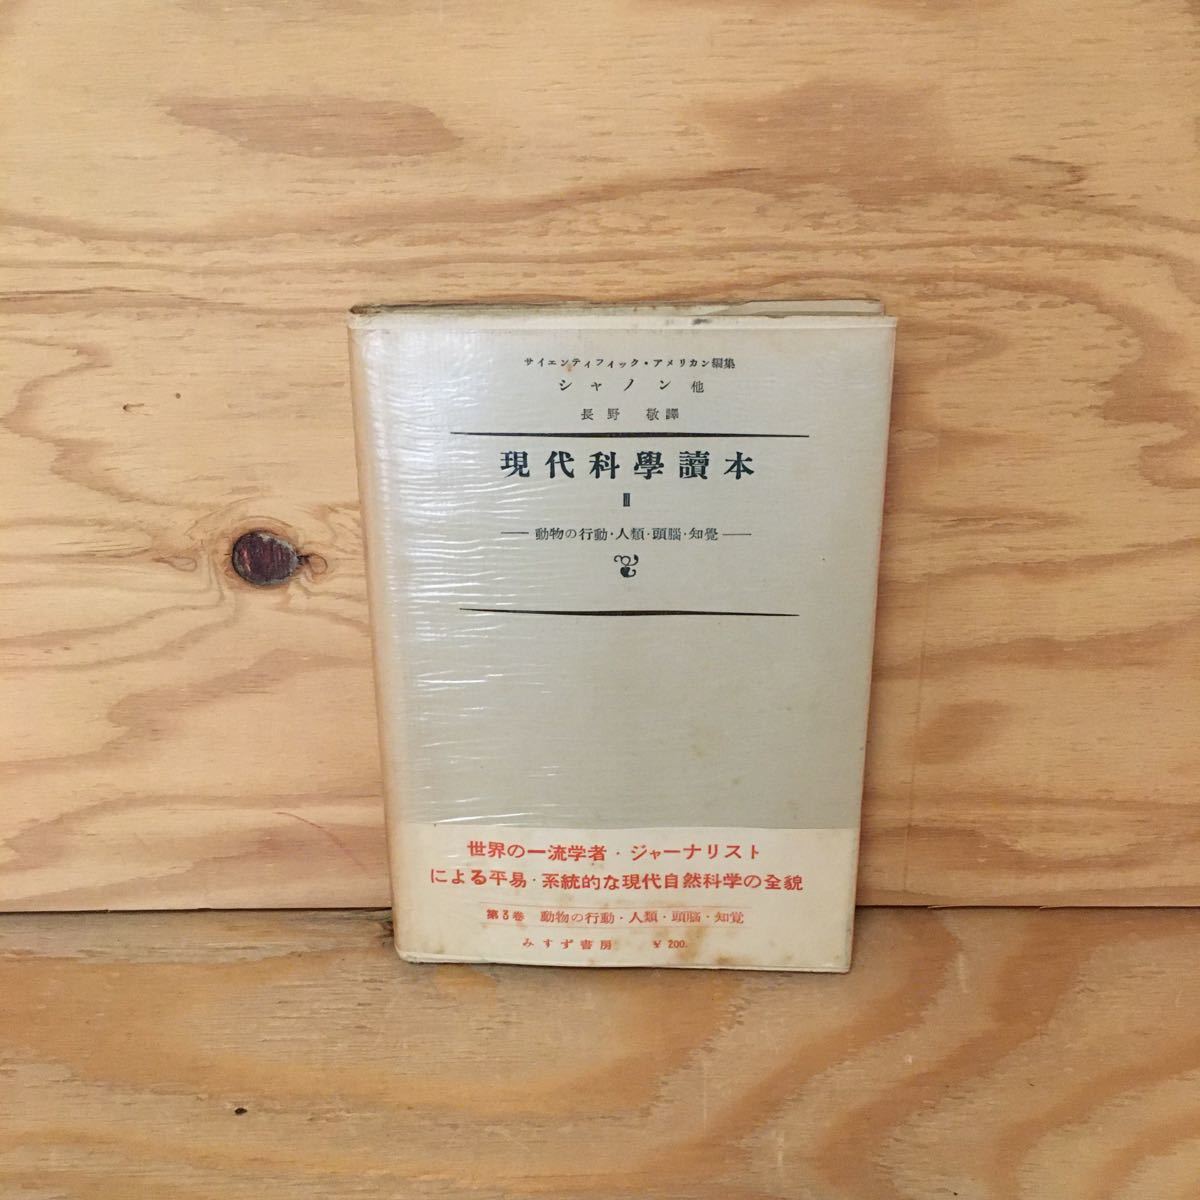 サイエンティフィック・アメリカン編集
シャノン 他
長野 敬譯
現代科學讀本
III
― 動物の行動・人類・頭腦・知覺 ―
世界の一流学者・ジャーナリスト
による平易・系統的な現代自然科学の全貌
第3巻 動物の行動・人類・頭脳・知覚
みすず書房 ¥200.